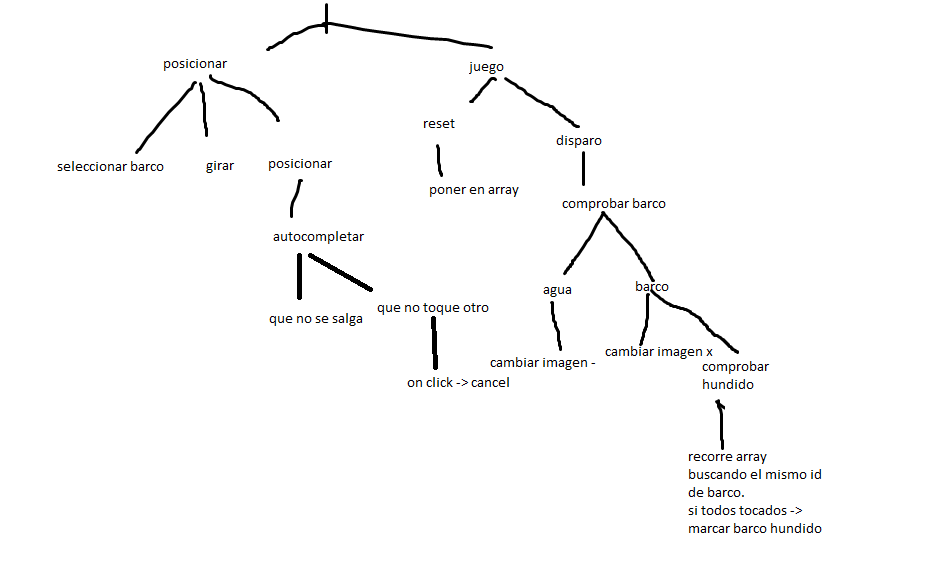 posicionar
juego
reset
disparo
seleccionar barco
girar
posicionar
poner en array
comprobar barco
autocompletar
agua
barco
que no se salga
que no toque otro
cambiar imagen -
cambiar imagen x
comprobar
hundido
on click -> cancel
recorre array
buscando el mismo id
de barco.
si todos tocados ->
marcar barco hundido